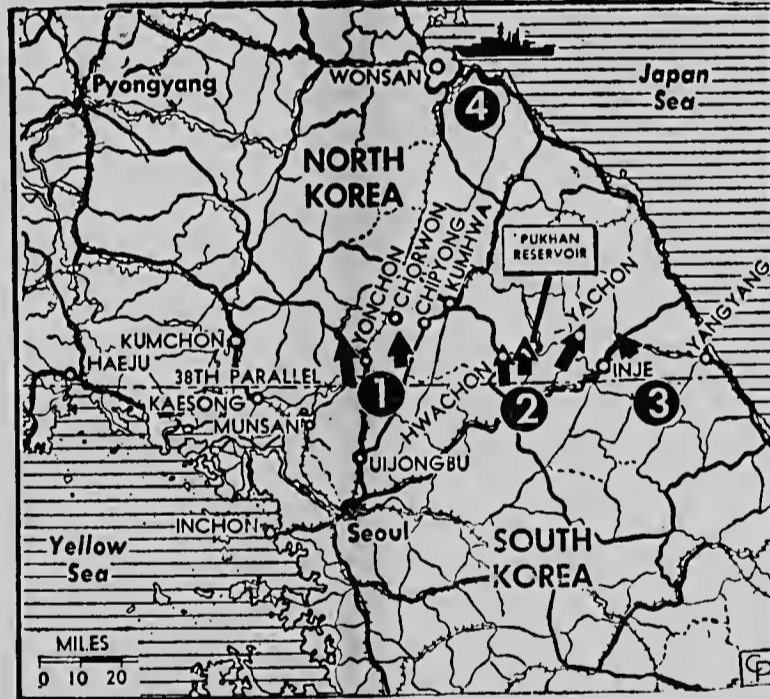 Pyongyang
WONSAN
Japan
Sea
4
NORTH
KOREA
PUKHAN
RESERVOIR
YONCHON
CHORWON
CHIPYONG
KUMHWA
YACHON
YANGYANG
KUMCHON
HAEJU
38TH PARALLEL
KAESONG
MUNSAN
1
HWACHON
2
INJE
3
UIJONGBU
INCHON
Seoul
Yellow
Sea
SOUTH
KOREA
MILES
0 10 20
CP